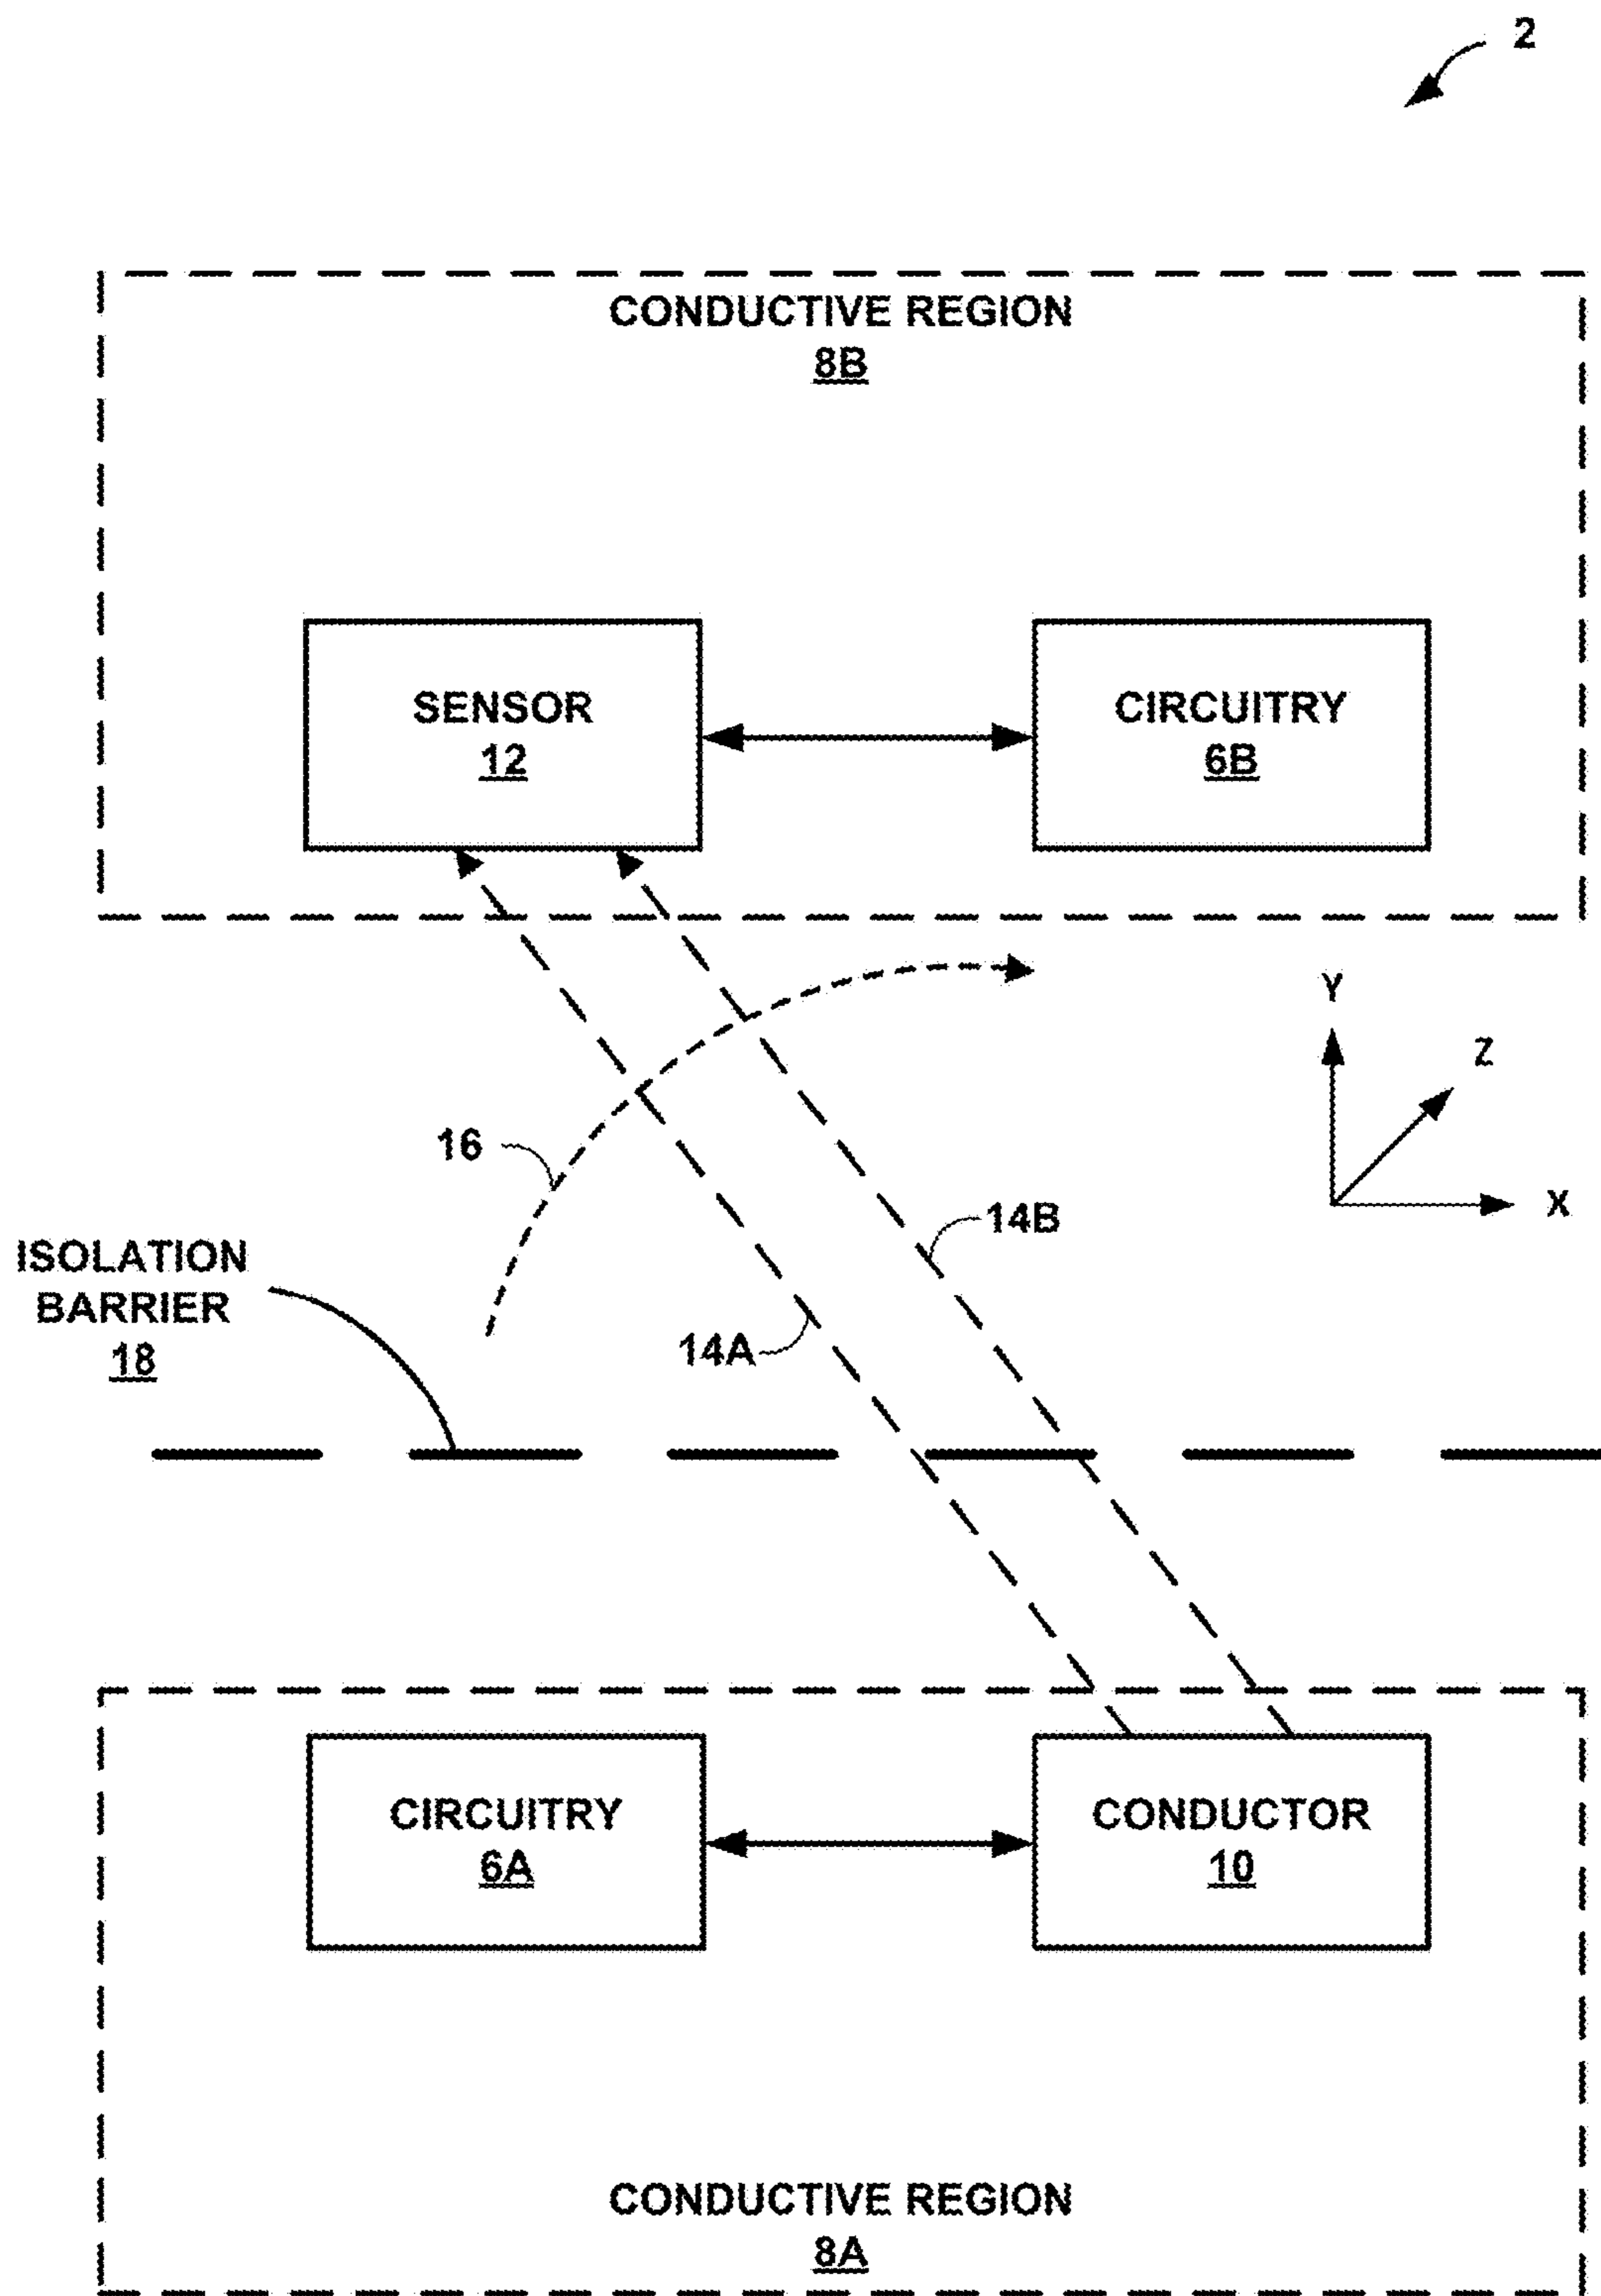 2
CONDUCTIVE REGION
8B
SENSOR
12
CIRCUITRY
6B
Y
Z
X
16
14B
ISOLATION
BARRIER
18
14A
CIRCUITRY
6A
CONDUCTOR
10
CONDUCTIVE REGION
8A